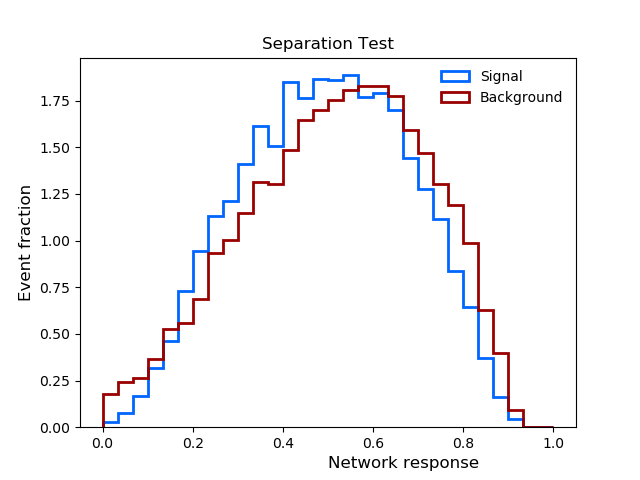 Separation Test
Signal
Background
Event fraction
1.75
1.50
1.25
1.00
0.75
0.50
0.25
0.00
0.0 0.2 0.4 0.6 0.8 1.0
Network response